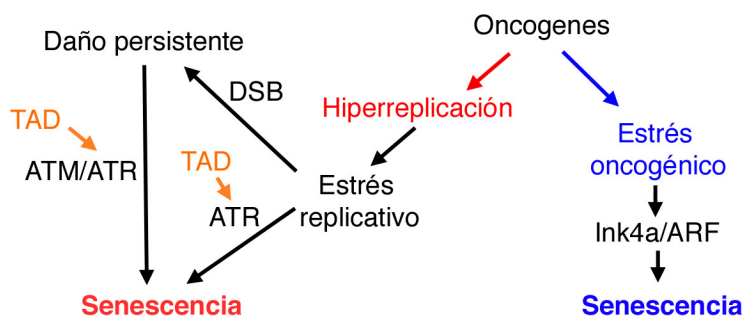 Oncogenes
Daño persistente
DSB
Hiperreplicación
TAD
Estrés
oncogénico
TAD
ATM/ATR
Estrés
replicativo
ATR
Ink4a/ARF
Senescencia
Senescencia